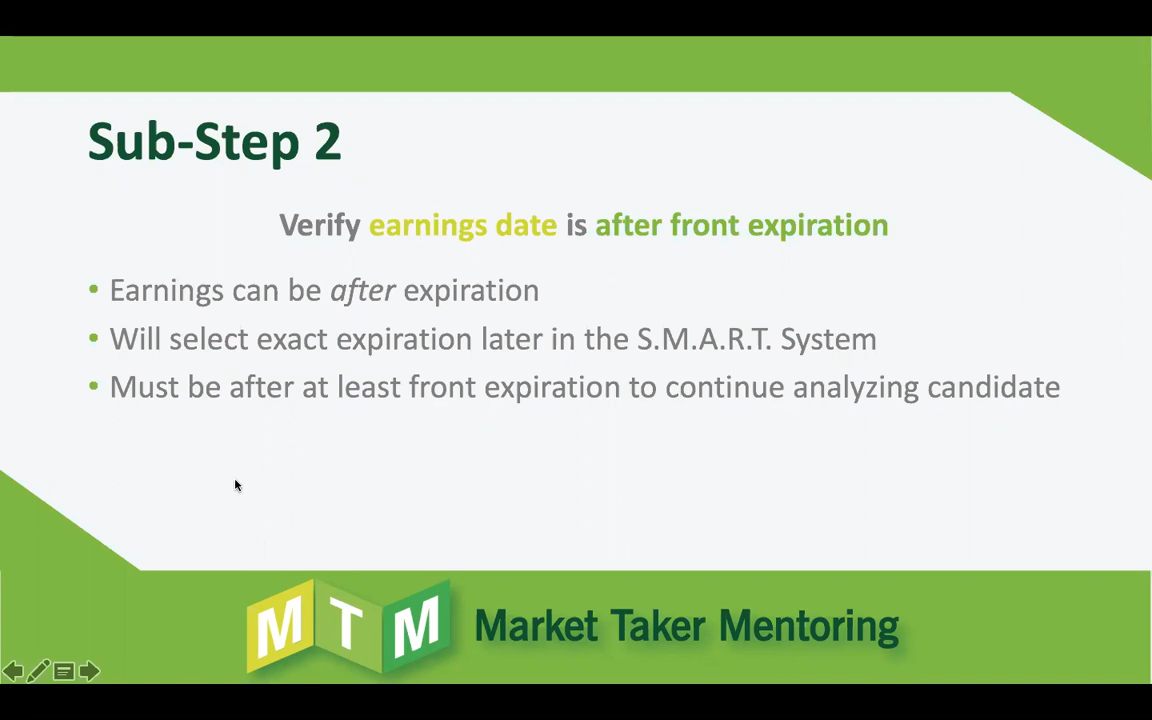 Sub-Step 2
Verify earnings date is after front expiration
• Earnings can be after expiration
• Will select exact expiration later in the S.M.A.R.T. System
• Must be after at least front expiration to continue analyzing candidate
MTM Market Taker Mentoring